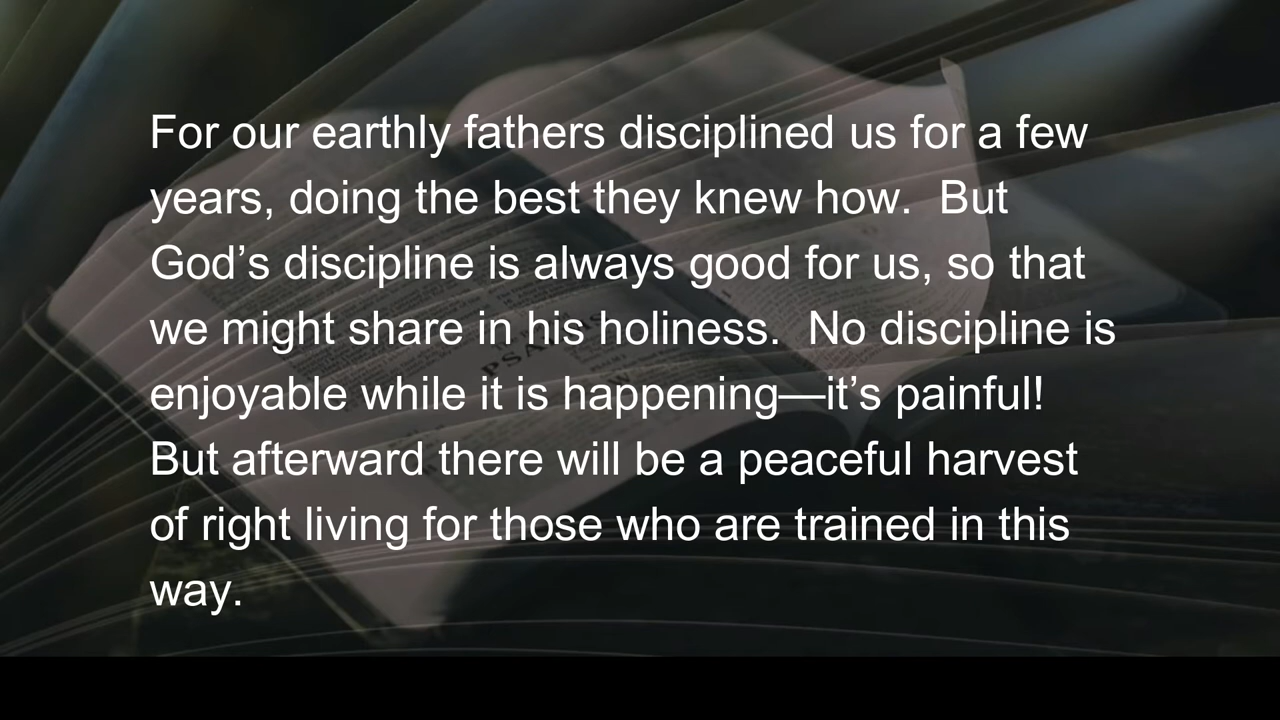 For our earthly fathers disciplined us for a few
years, doing the best they knew how.  But
God’s discipline is always good for us, so that
we might share in his holiness.  No discipline is
enjoyable while it is happening—it’s painful!
But afterward there will be a peaceful harvest
of right living for those who are trained in this
way.